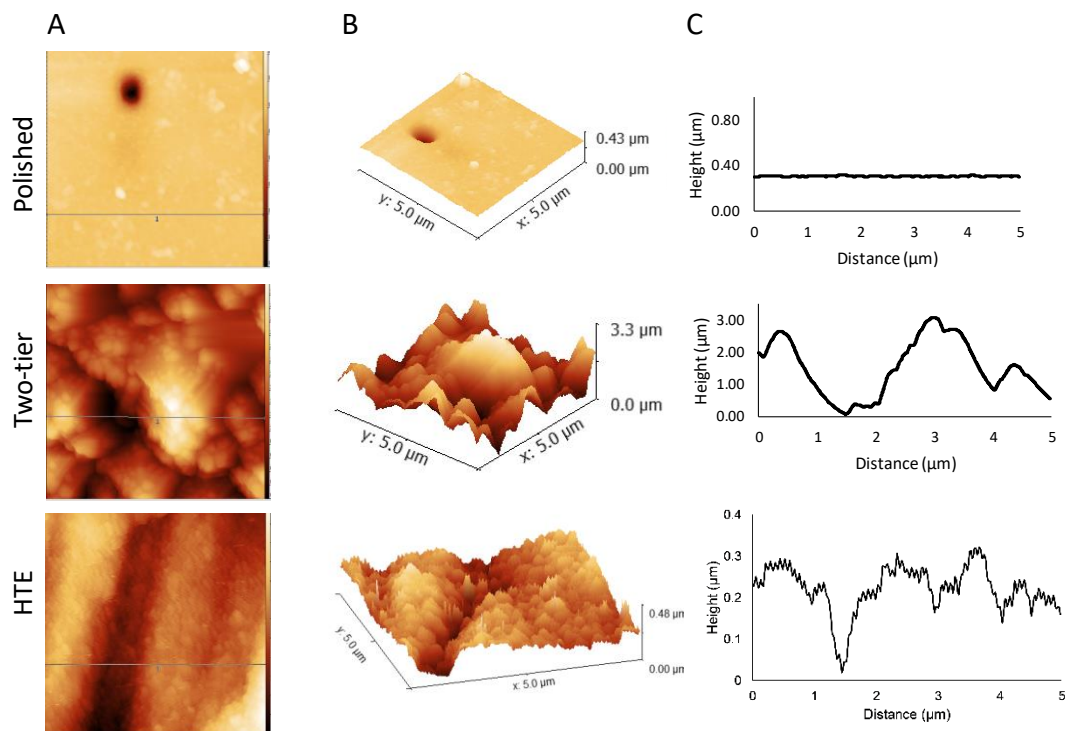 A
B
C
Polished
1
0.43 µm
0.00 µm
y: 5.0 µm
x: 5.0 µm
Height (µm)
0.80
0.40
0.00
0 1 2 3 4 5
Distance (µm)
Two-tier
1
3.3 µm
0.0 µm
y: 5.0 µm
x: 5.0 µm
Height (µm)
3.00
2.00
1.00
0.00
0 1 2 3 4 5
Distance (µm)
HTE
1
0.48 µm
0.00 µm
y: 5.0 µm
x: 5.0 µm
Height (µm)
0.4
0.3
0.2
0.1
0
0 1 2 3 4 5
Distance (µm)